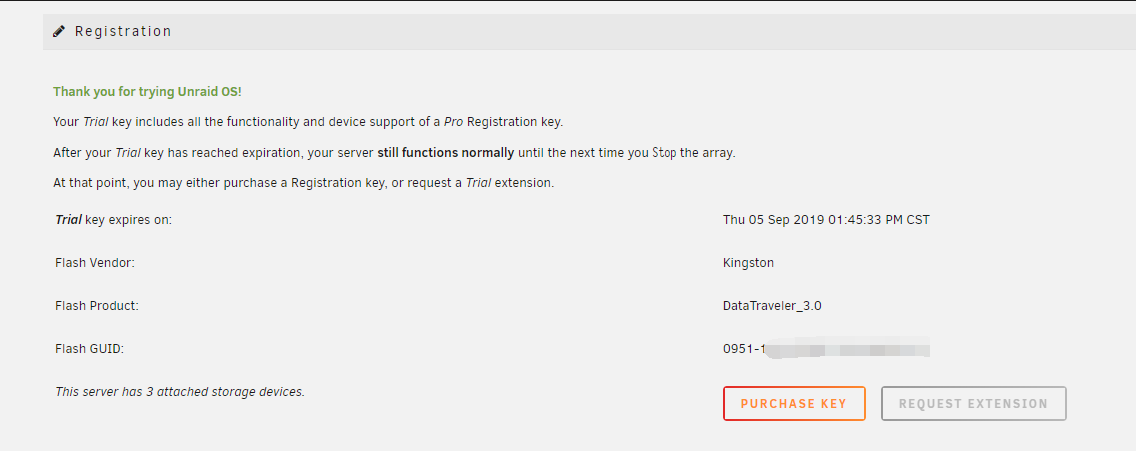 Registration
Thank you for trying Unraid OS!
Your Trial key includes all the functionality and device support of a Pro Registration key.
After your Trial key has reached expiration, your server still functions normally until the next time you Stop the array.
At that point, you may either purchase a Registration key, or request a Trial extension.
Trial key expires on: Thu 05 Sep 2019 01:45:33 PM CST
Flash Vendor: Kingston
Flash Product: DataTraveler_3.0
Flash GUID: 0951-1
This server has 3 attached storage devices. PURCHASE KEY REQUEST EXTENSION